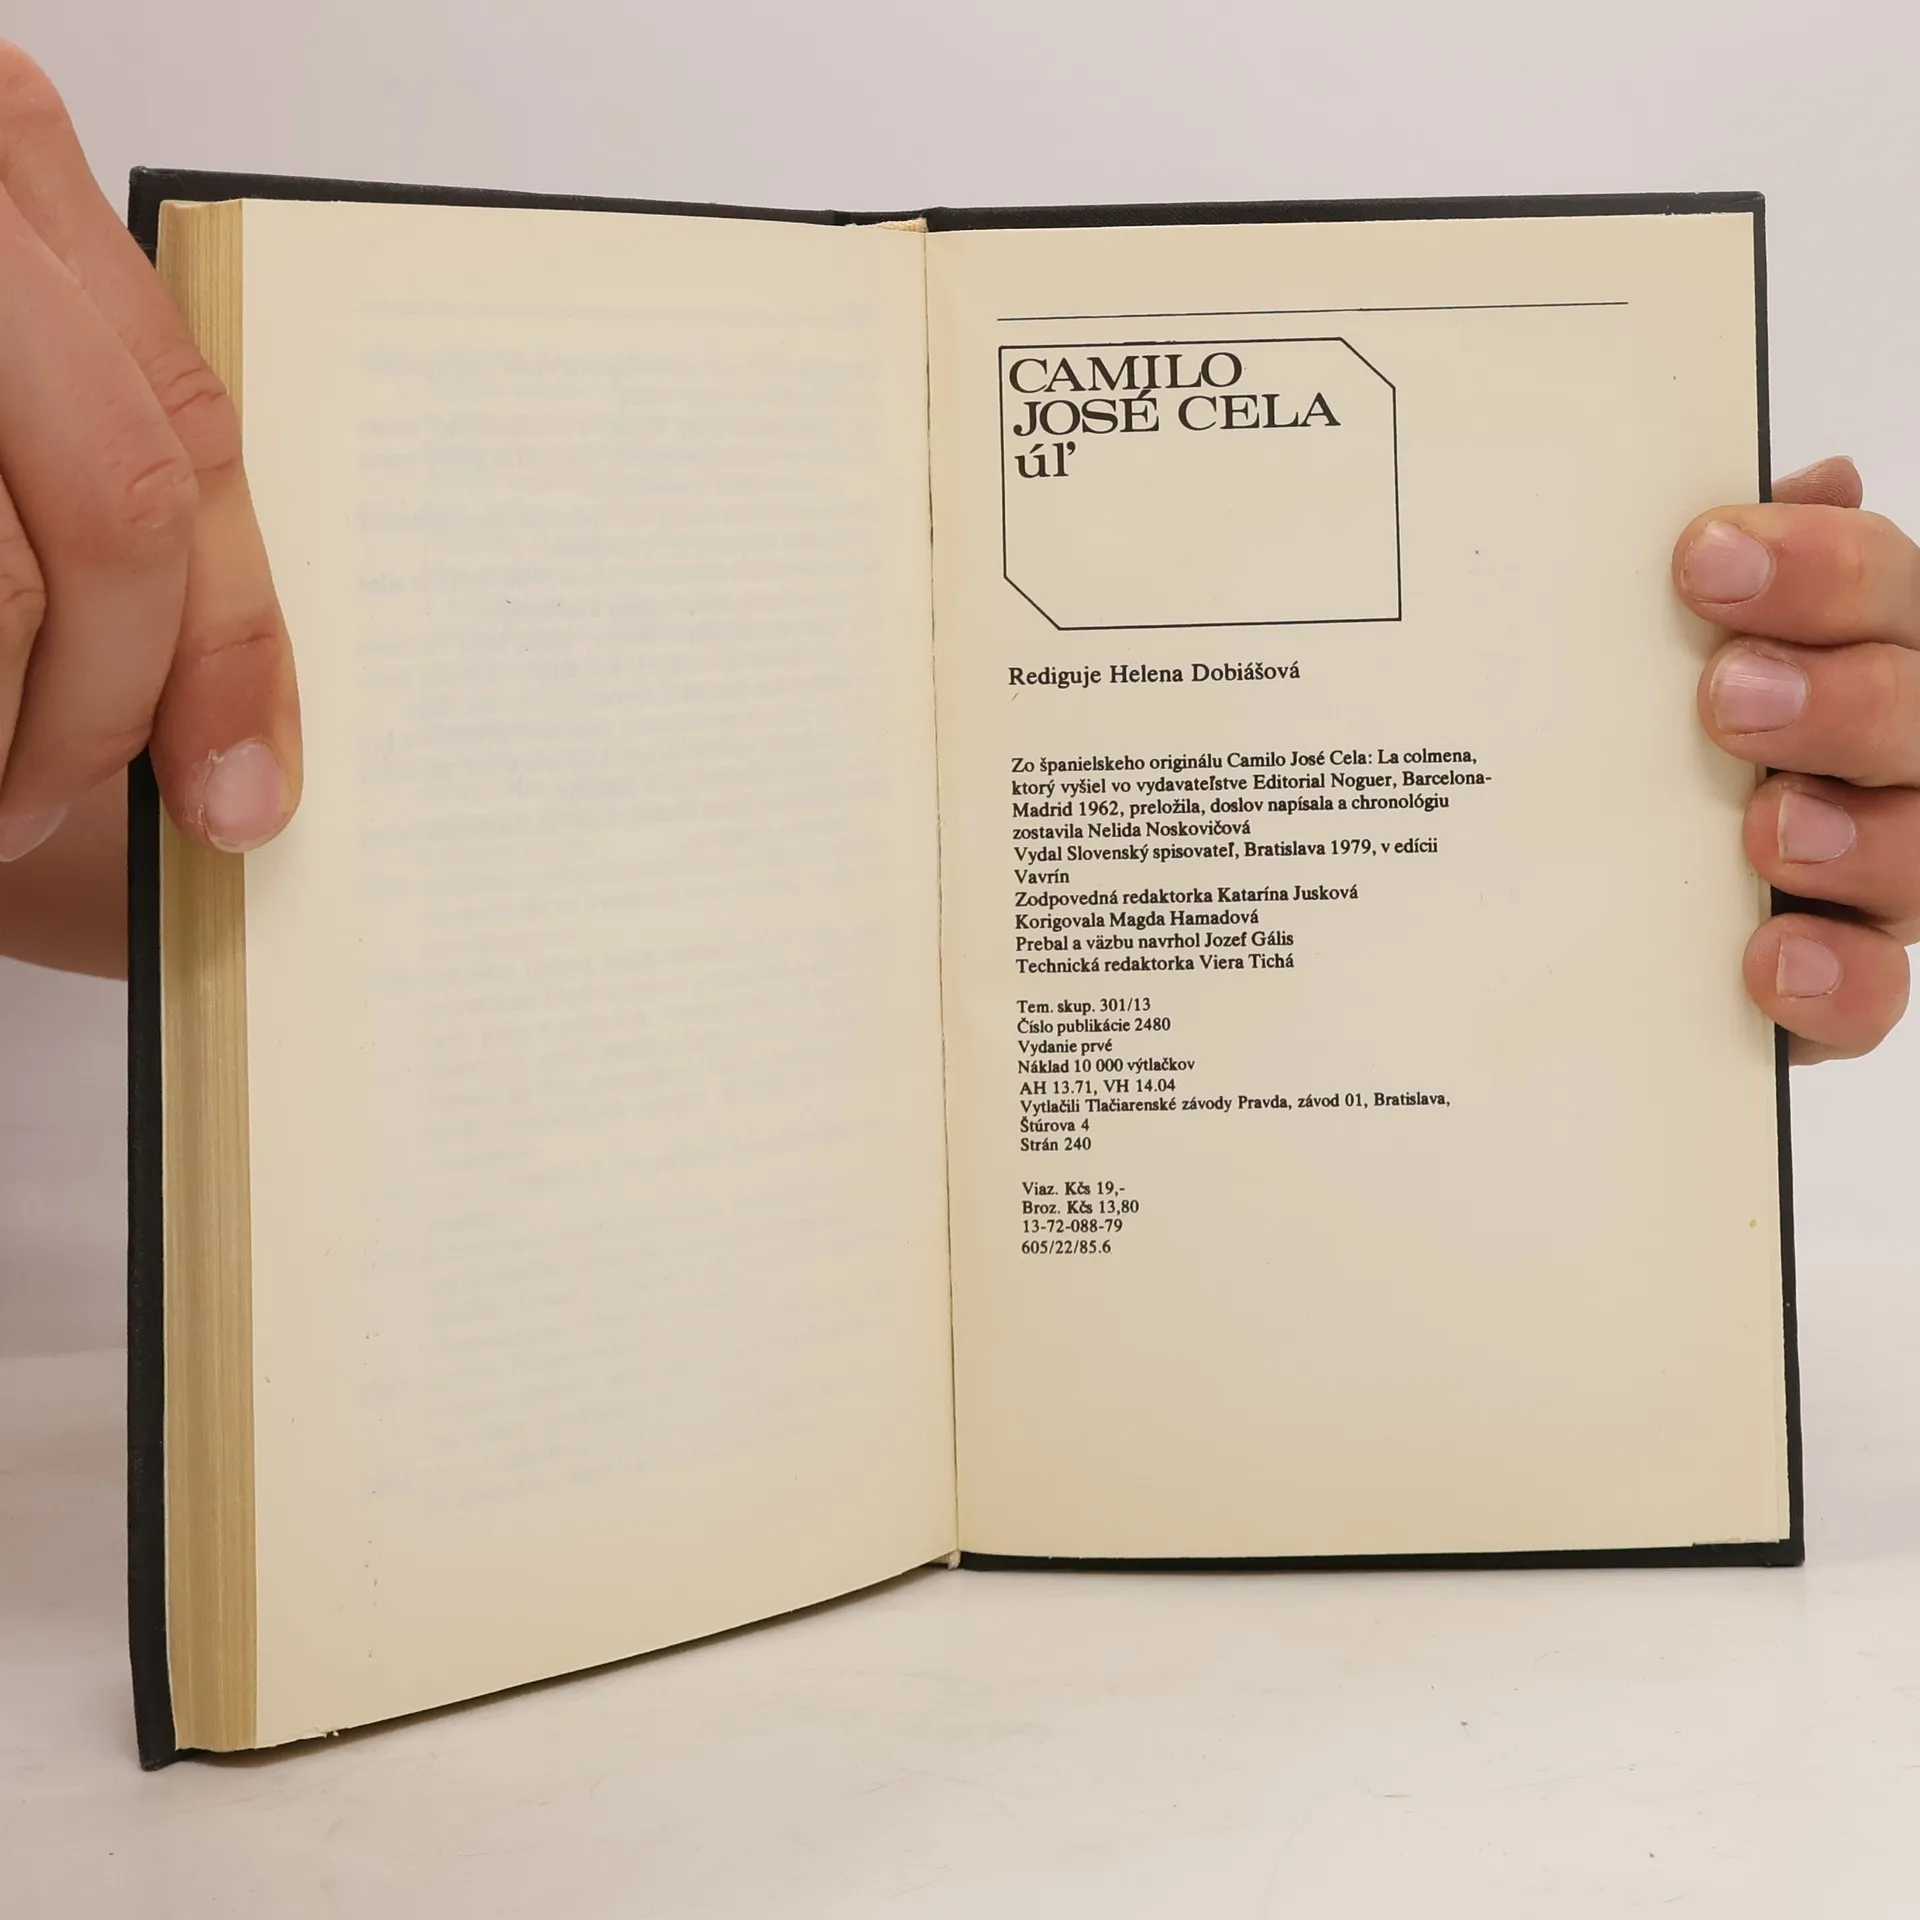 CAMILO
JOSÉ CELA
úľ
Rediguje Helena Dobiášová
Zo španielskeho originálu Camilo José Cela: La colmena,
ktorý vyšiel vo vydavateľstve Editorial Noguer, Barcelona-
Madrid 1962, preložila, doslov napísala a chronológiu
zostavila Nelida Noskovičová
Vydal Slovenský spisovateľ, Bratislava 1979, v edícii
Vavrín
Zodpovedná redaktorka Katarína Jusková
Korigovala Magda Hamadová
Prebal a väzbu navrhol Jozef Gális
Technická redaktorka Viera Tichá
Tem. skup. 301/13
Číslo publikácie 2480
Vydanie prvé
Náklad 10 000 výtlačkov
AH 13.71, VH 14.04
Vytlačili Tlačiarenské závody Pravda, závod 01, Bratislava,
Štúrova 4
Strán 240
Viaz. Kčs 19,-
Broz. Kčs 13,80
13-72-088-79
605/22/85.6